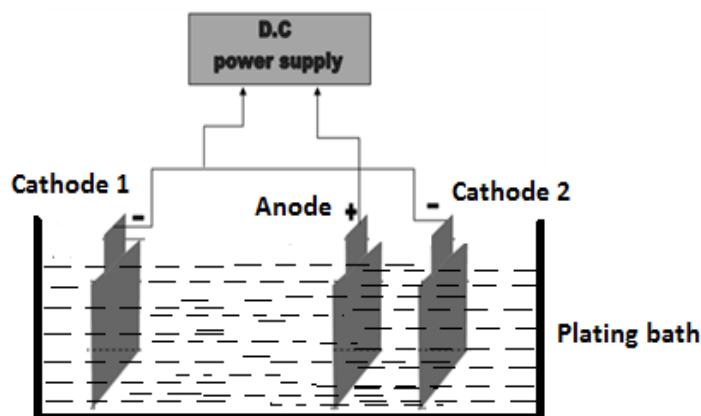 D.C
power supply
Cathode 1
-
Anode
+
-
Cathode 2
Plating bath